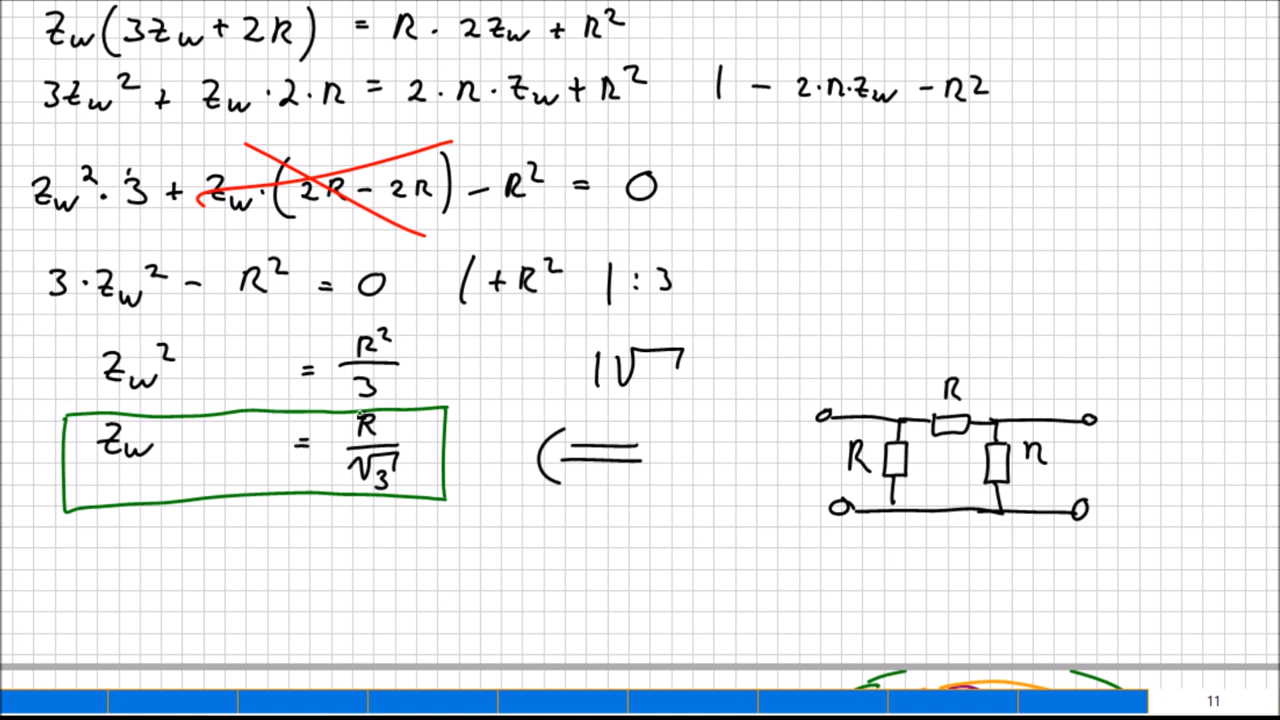 Zw(3Zw + 2R) = R · 2Zw + R²
3Zw² + Zw · 2 · R = 2 · R · Zw + R² | − 2·R·Zw − R2
Zw² · 3 + Zw · (2R − 2R) − R² = 0
3 · Zw² − R² = 0 | + R² | : 3
Zw² = R²/3 | √
Zw = R/√3
R
R
R
11